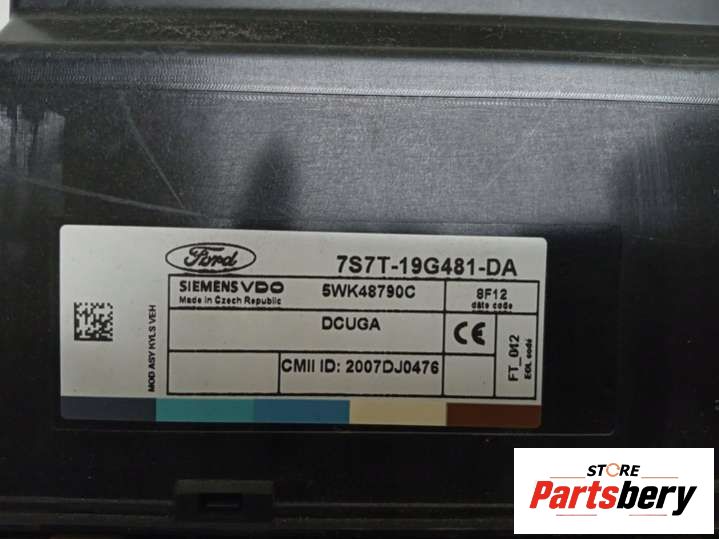 Ford
7S7T-19G481-DA
SIEMENS VDO
Made in Czech Republic
5WK48790C
8F12
date code
MOD ASY KYLS VEH
DCUGA
CE
CMII ID: 2007DJ0476
FT_012
EOL code
STORE
Partsbery